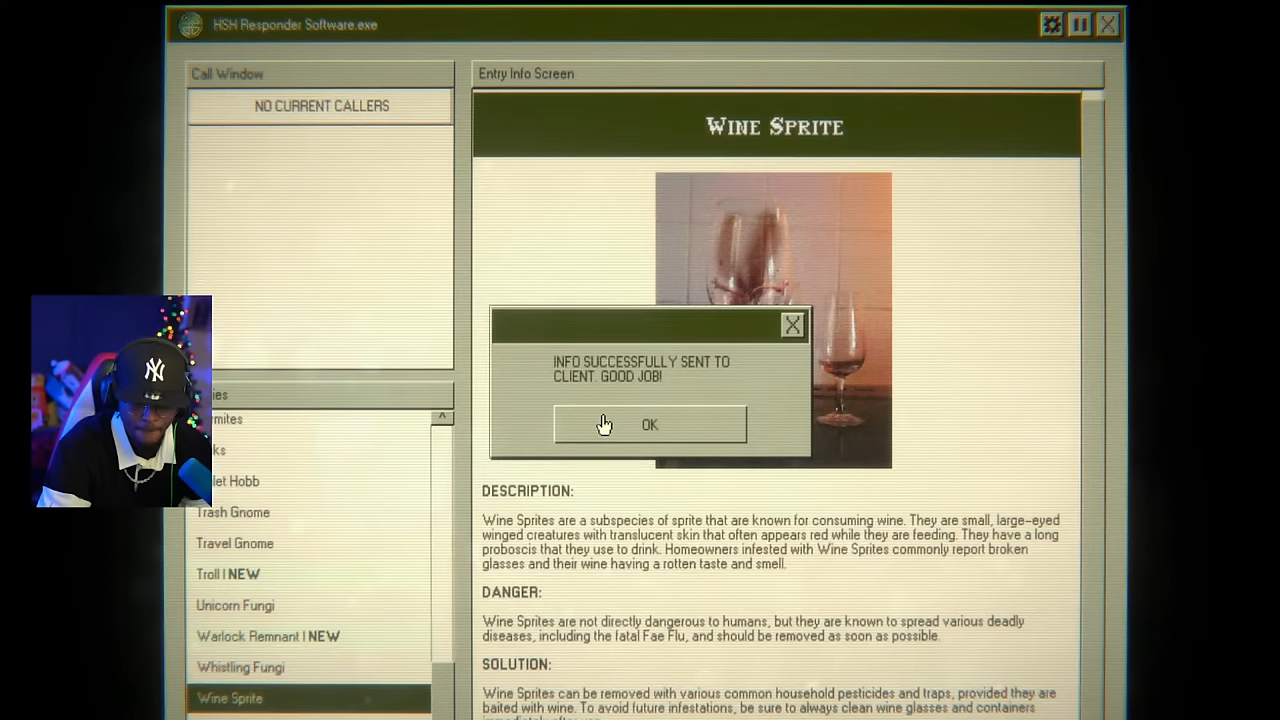 HSH Responder Software.exe
Call Window
NO CURRENT CALLERS
Entry Info Screen
WINE SPRITE
INFO SUCCESSFULLY SENT TO
CLIENT. GOOD JOB!
OK
DESCRIPTION:
Wine Sprites are a subspecies of sprite that are known for consuming wine. They are small, large-eyed
winged creatures with translucent skin that often appears red while they are feeding. They have a long
proboscis that they use to drink. Homeowners infested with Wine Sprites commonly report broken
glasses and their wine having a rotten taste and smell.
DANGER:
Wine Sprites are not directly dangerous to humans, but they are known to spread various deadly
diseases, including the fatal Fae Flu, and should be removed as soon as possible.
SOLUTION:
Wine Sprites can be removed with various common household pesticides and traps, provided they are
baited with wine. To avoid future infestations, be sure to always clean wine glasses and containers
Trash Gnome
Travel Gnome
Troll | NEW
Unicorn Fungi
Warlock Remnant | NEW
Whistling Fungi
Wine Sprite
NY